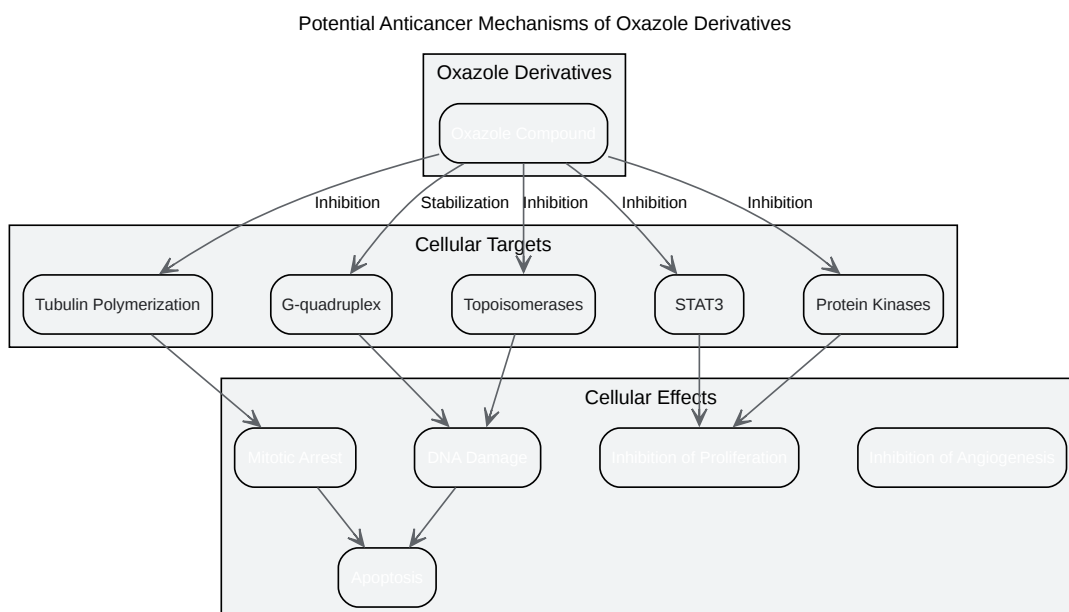 Potential Anticancer Mechanisms of Oxazole Derivatives
Oxazole Derivatives
Oxazole Compound
Inhibition
Stabilization
Inhibition
Inhibition
Inhibition
Cellular Targets
Tubulin Polymerization
G-quadruplex
Topoisomerases
STAT3
Protein Kinases
Cellular Effects
Mitotic Arrest
DNA Damage
Inhibition of Proliferation
Inhibition of Angiogenesis
Apoptosis